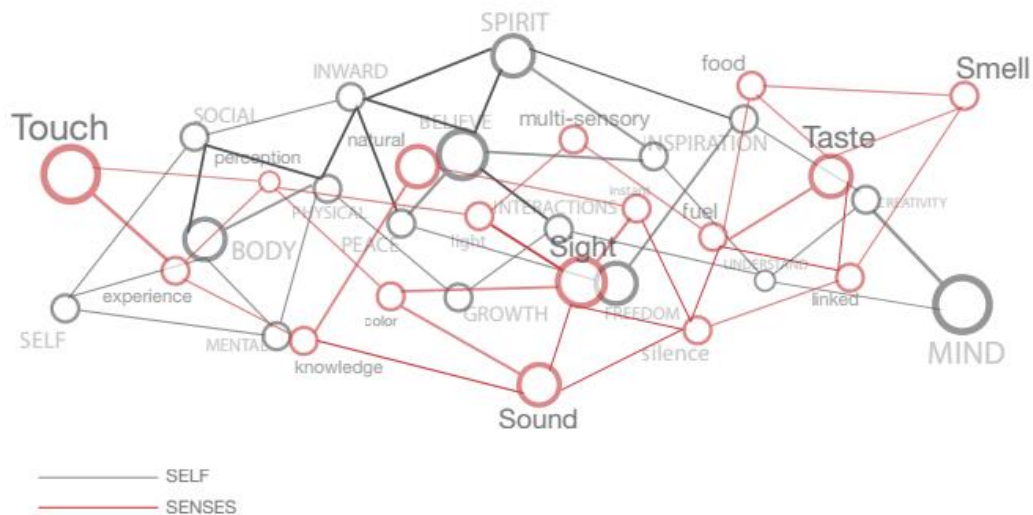 SPIRIT
INWARD
food
Smell
SOCIAL
Touch
natural
BELIEVE
multi-sensory
INSPIRATION
Taste
perception
PHYSICAL
instant
CREATIVITY
INTERACTIONS
fuel
PEACE
light
BODY
Sight
UNDERSTAND
experience
linked
color
GROWTH
FREEDOM
SELF
MENTAL
silence
MIND
knowledge
Sound
SELF
SENSES